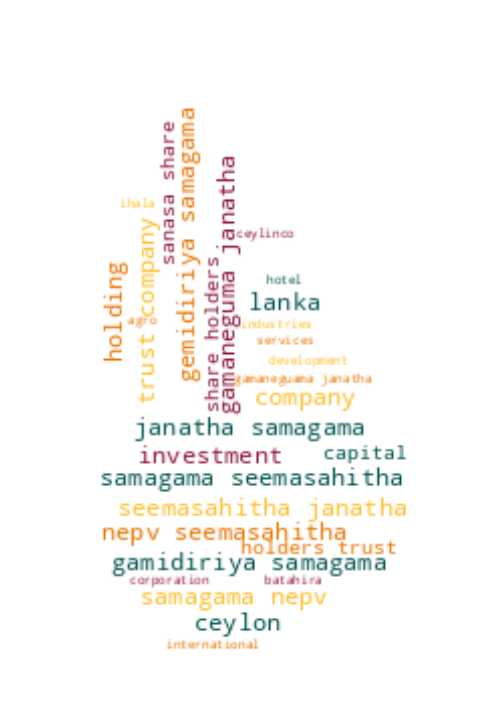 sanasa share
gemidiriya samagama
gamaneguma janatha
ihala
trust company
holding
share holders
ceylinco
hotel
lanka
agro
industries
services
development
gamaneguama janatha
company
janatha samagama
investment
capital
samagama seemasahitha
seemasahitha janatha
nepv seemasahitha
holders trust
gamidiriya samagama
corporation
batahira
samagama nepv
ceylon
international